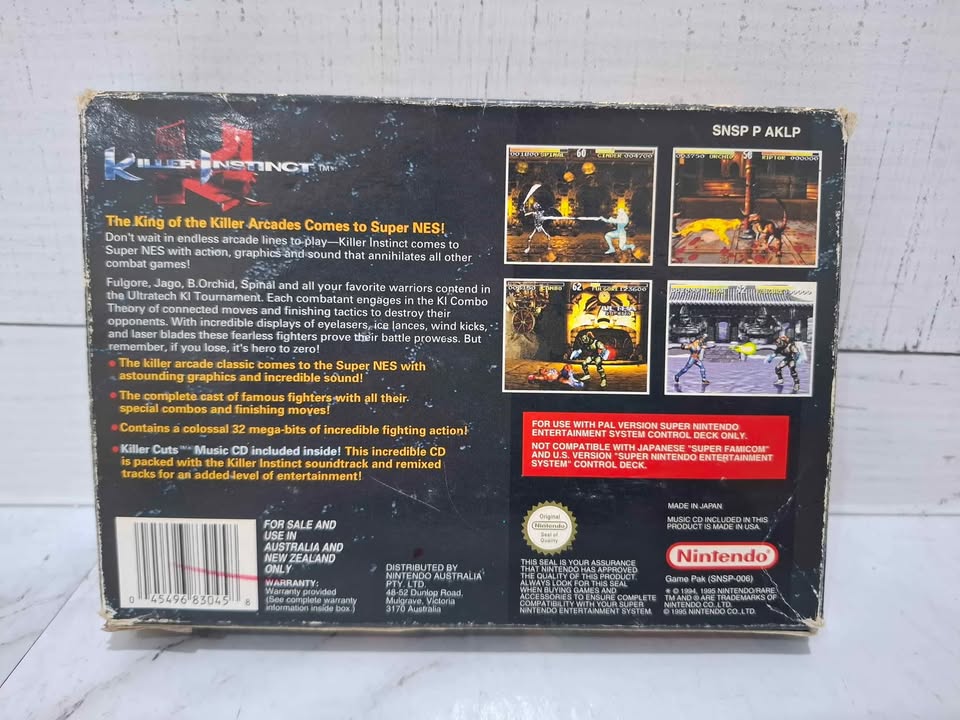 SNSP P AKLP
KILLER INSTINCT™
The King of the Killer Arcades Comes to Super NES!
Don't wait in endless arcade lines to play—Killer Instinct comes to
Super NES with action, graphics and sound that annihilates all other
combat games!
Fulgore, Jago, B.Orchid, Spinal and all your favorite warriors contend in
the Ultratech KI Tournament. Each combatant engages in the KI Combo
Theory of connected moves and finishing tactics to destroy their
opponents. With incredible displays of eyelasers, ice lances, wind kicks,
and laser blades these fearless fighters prove their battle prowess. But
remember, if you lose, it's hero to zero!
The killer arcade classic comes to the Super NES with
astounding graphics and incredible sound!
The complete cast of famous fighters with all their
special combos and finishing moves!
Contains a colossal 32 mega-bits of incredible fighting action!
Killer Cuts™ Music CD included inside! This incredible CD
is packed with the Killer Instinct soundtrack and remixed
tracks for an added level of entertainment!
001800 SPINAL 60 CINDER 004700
003750 ORCHID 50 RIPTOR 000000
62
FOR USE WITH PAL VERSION SUPER NINTENDO
ENTERTAINMENT SYSTEM CONTROL DECK ONLY.
NOT COMPATIBLE WITH JAPANESE "SUPER FAMICOM"
AND U.S. VERSION "SUPER NINTENDO ENTERTAINMENT
SYSTEM" CONTROL DECK.
0 45496 83045 8
FOR SALE AND
USE IN
AUSTRALIA AND
NEW ZEALAND
ONLY
WARRANTY:
Warranty provided
(See complete warranty
information inside box.)
DISTRIBUTED BY
NINTENDO AUSTRALIA
PTY. LTD.
48-52 Dunlop Road.
Mulgrave, Victoria
3170 Australia
Original
Nintendo
Seal of
Quality
THIS SEAL IS YOUR ASSURANCE
THAT NINTENDO HAS APPROVED
THE QUALITY OF THIS PRODUCT.
ALWAYS LOOK FOR THIS SEAL
WHEN BUYING GAMES AND
ACCESSORIES TO ENSURE COMPLETE
COMPATIBILITY WITH YOUR SUPER
NINTENDO ENTERTAINMENT SYSTEM.
MADE IN JAPAN
MUSIC CD INCLUDED IN THIS
PRODUCT IS MADE IN USA.
Nintendo®
Game Pak (SNSP-006)
* © 1994, 1995 NINTENDO/RARE.
TM AND ® ARE TRADEMARKS OF
NINTENDO CO.,LTD.
© 1995 NINTENDO CO.,LTD.